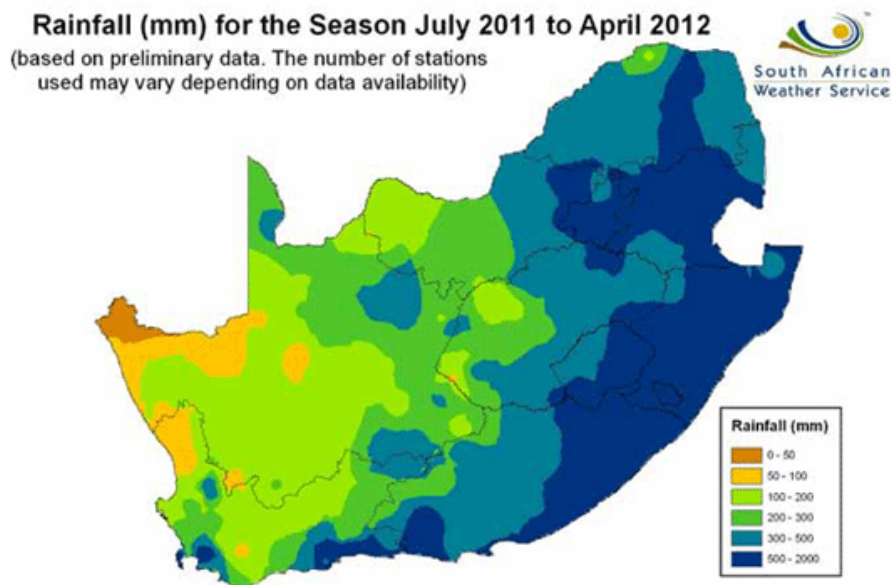 Rainfall (mm) for the Season July 2011 to April 2012
(based on preliminary data. The number of stations
used may vary depending on data availability)
South African
Weather Service
Rainfall (mm)
0 - 50
50 - 100
100 - 200
200 - 300
300 - 500
500 - 2000